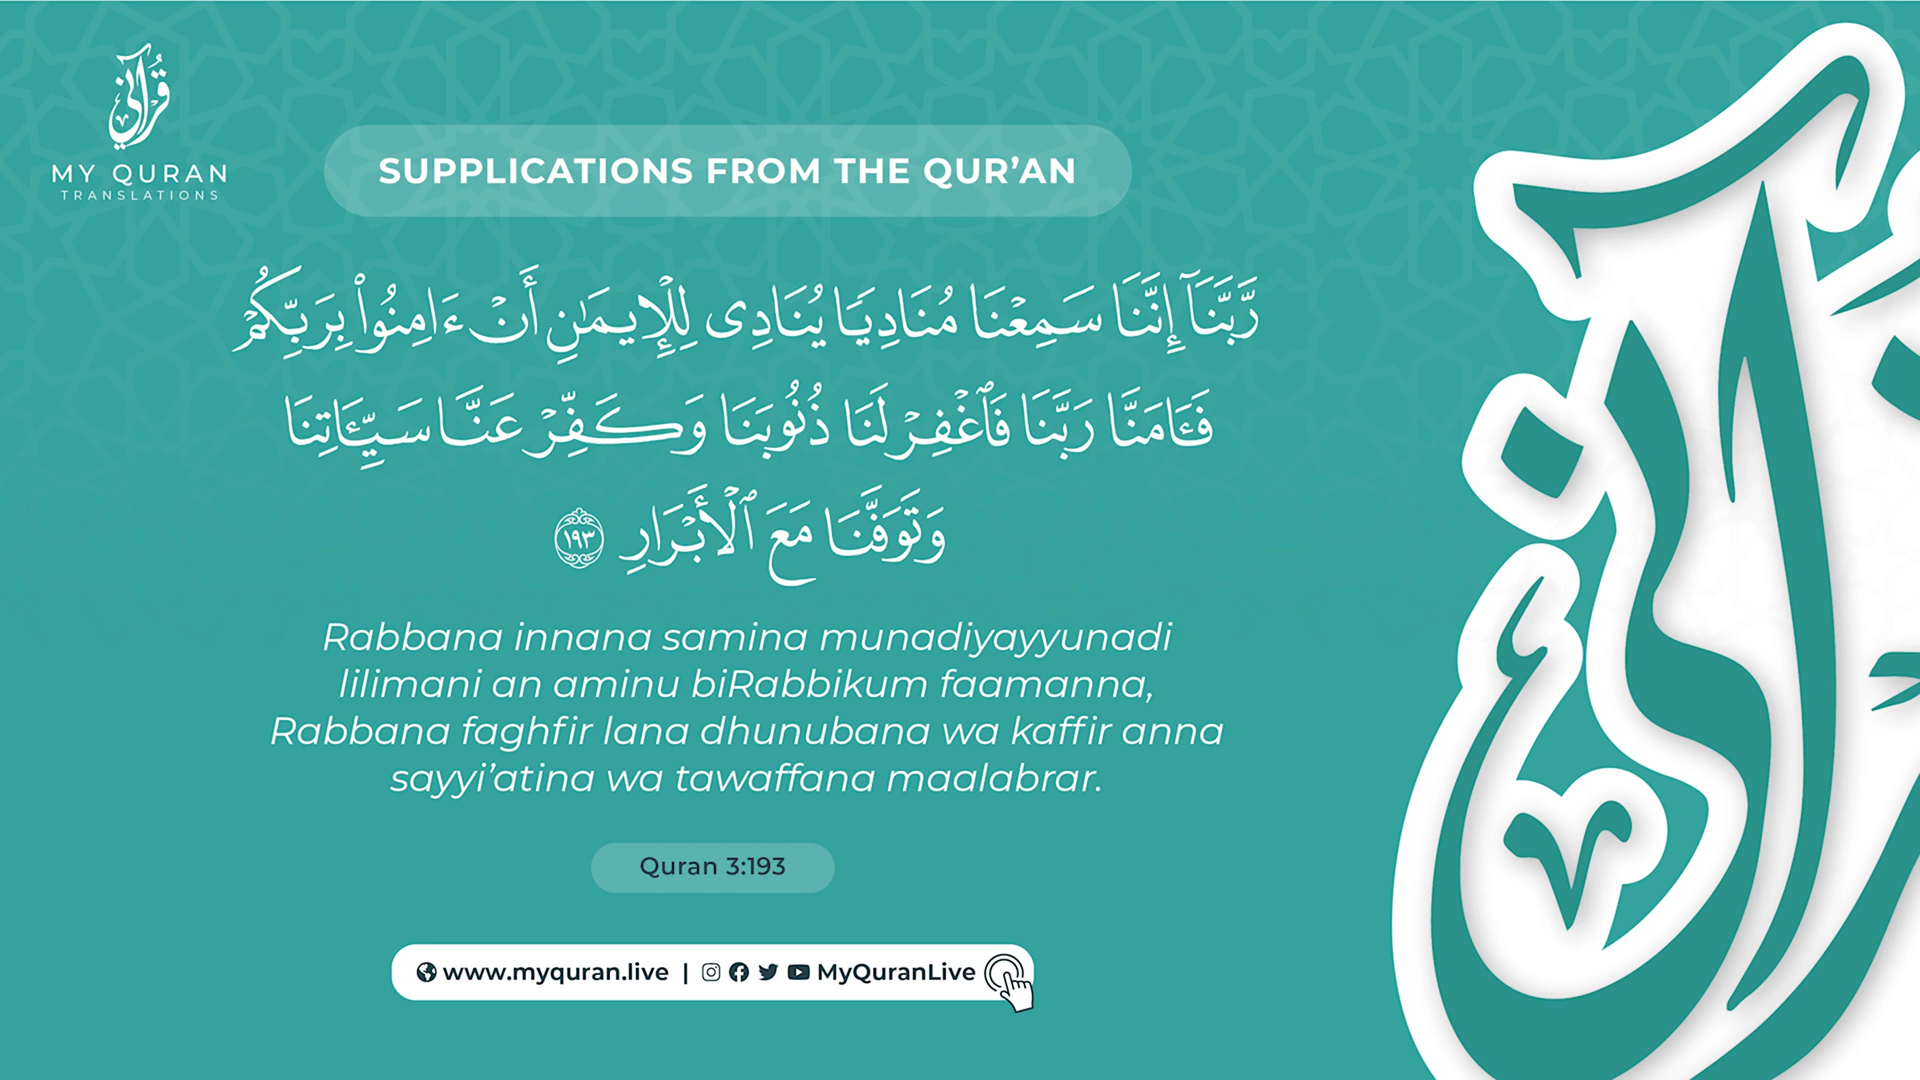 قرآني
MY QURAN
TRANSLATIONS
SUPPLICATIONS FROM THE QUR’AN
رَّبَّنَآ إِنَّنَا سَمِعْنَا مُنَادِيًا يُنَادِى لِلْإِيمَـٰنِ أَنْ ءَامِنُوا۟ بِرَبِّكُمْ
فَـَٔامَنَّا رَبَّنَا فَٱغْفِرْ لَنَا ذُنُوبَنَا وَكَفِّرْ عَنَّا سَيِّـَٔاتِنَا
وَتَوَفَّنَا مَعَ ٱلْأَبْرَارِ ١٩٣
Rabbana innana samina munadiyayyunadi
lilimani an aminu biRabbikum faamanna,
Rabbana faghfir lana dhunubana wa kaffir anna
sayyi’atina wa tawaffana maalabrar.
Quran 3:193
www.myquran.live | MyQuranLive